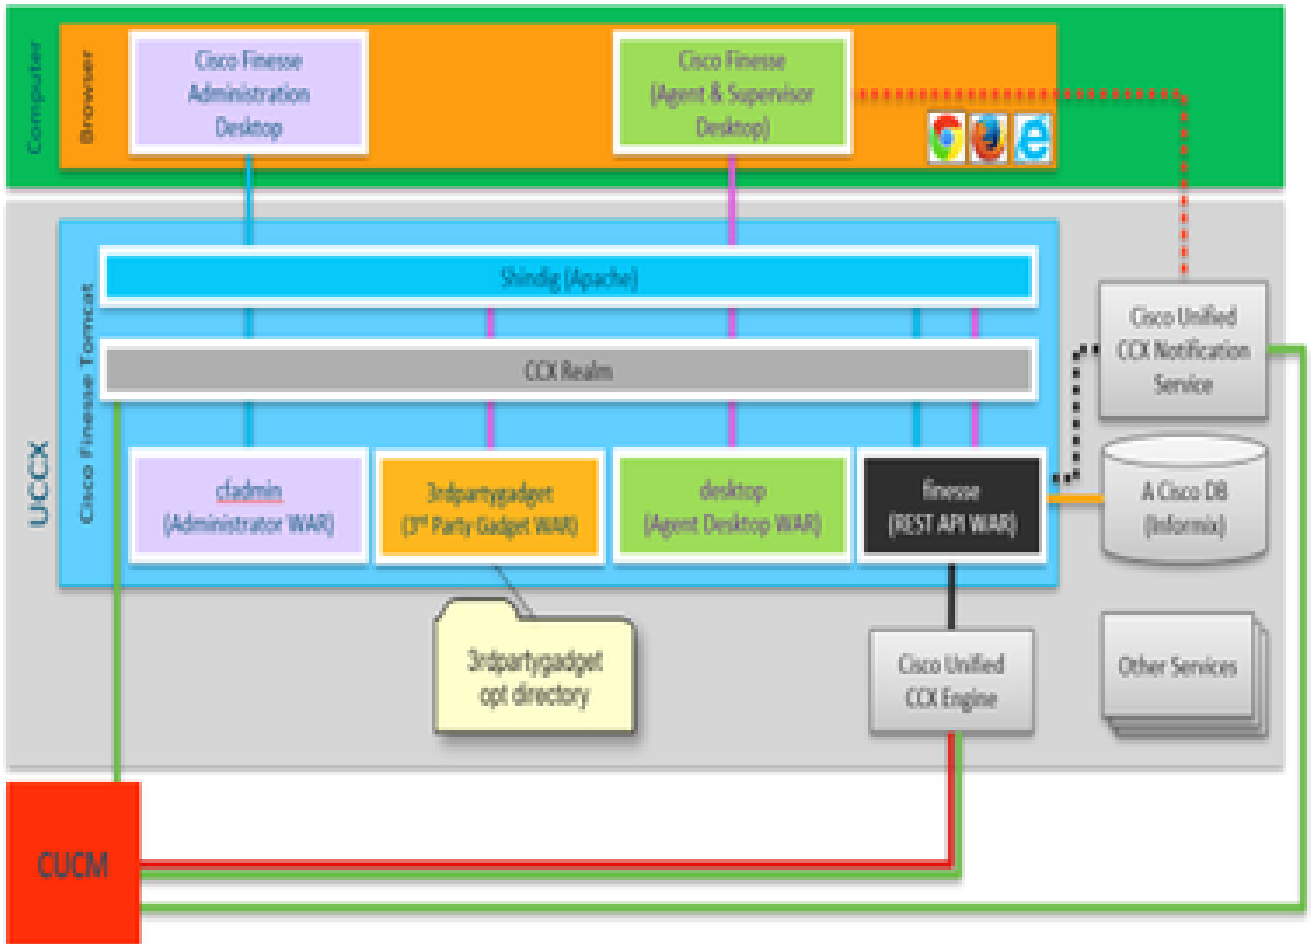 Computer
Browser
Cisco Finesse
Administration
Desktop
Cisco Finesse
(Agent & Supervisor
Desktop)
UCCX
Cisco Finesse Tomcat
Shindig (Apache)
CCX Realm
Cisco Unified
CCX Notification
Service
cfadmin
(Administrator WAR)
3rdpartygadget
(3rd Party Gadget WAR)
desktop
(Agent Desktop WAR)
finesse
(REST API WAR)
A Cisco DB
(Informix)
3rdpartygadget
opt directory
Cisco Unified
CCX Engine
Other Services
CUCM